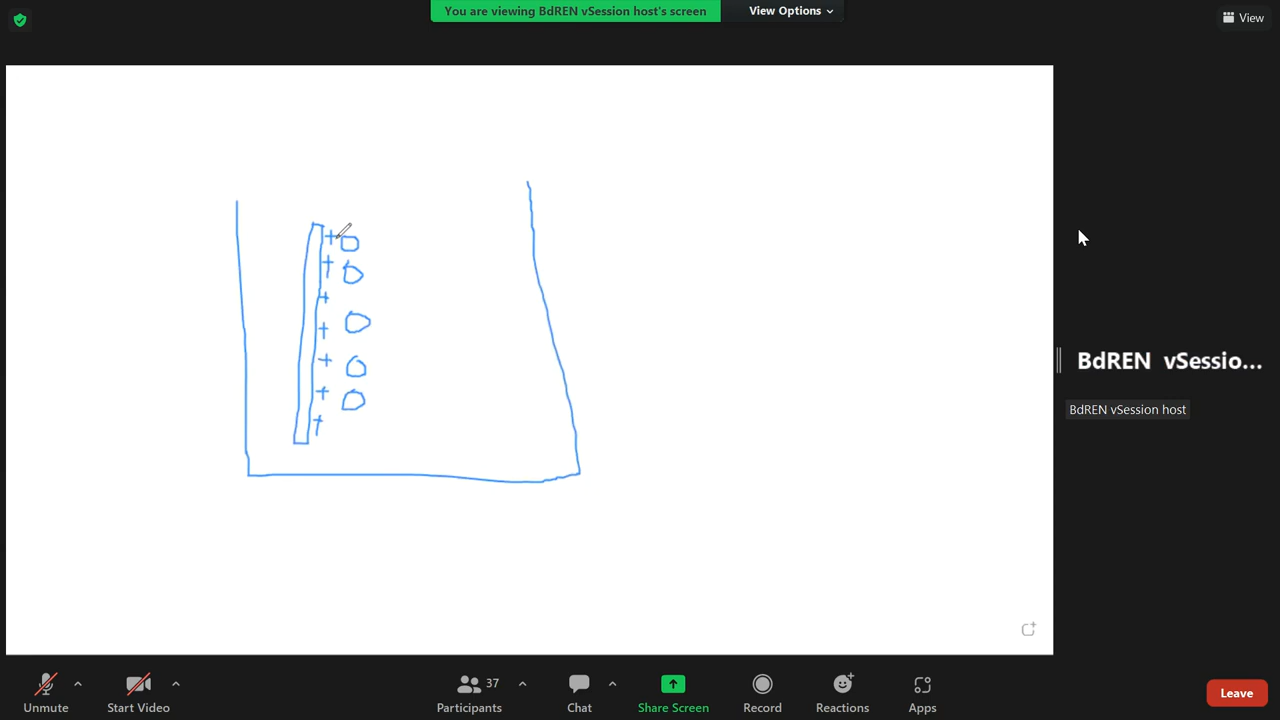 You are viewing BdREN vSession host's screen
View Options
View
+
+
+
+
+
+
+
BdREN vSessio...
BdREN vSession host
Unmute
Start Video
37
Participants
Chat
Share Screen
Record
Reactions
Apps
Leave